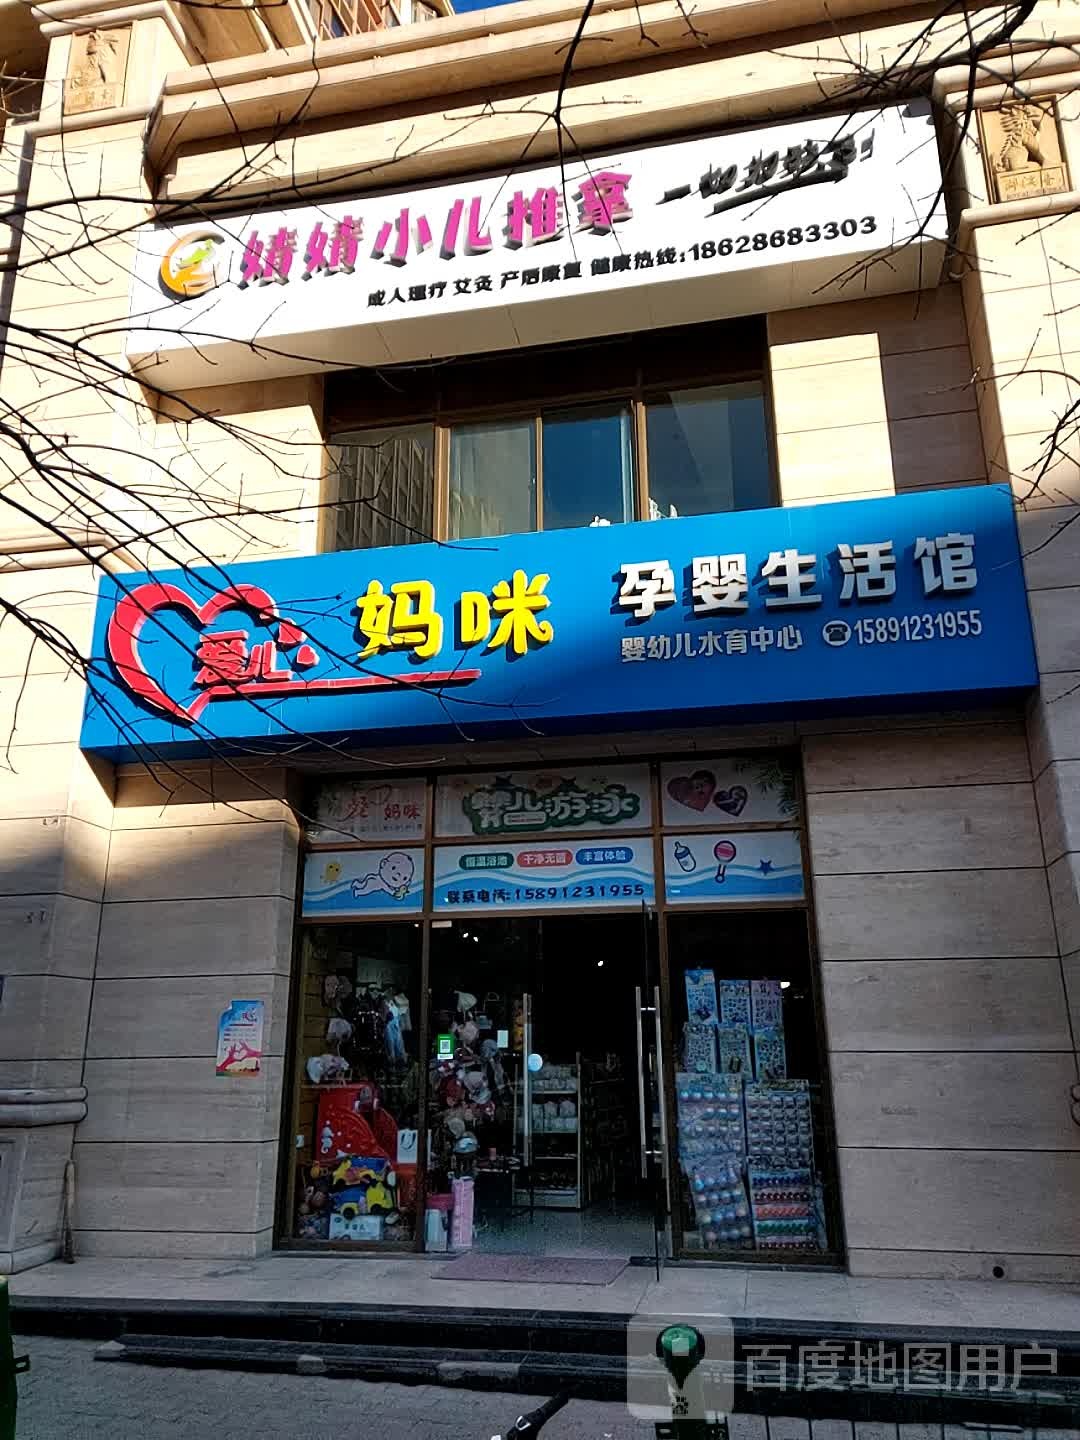 婧婧小儿推拿
成人理疗 艾灸 产后康复 健康热线:18628683303
爱儿 妈咪 孕婴生活馆
婴幼儿水育中心 ☎15891231955
妈咪
婴儿游泳
恒温浴池 干净无菌 丰富体验
联系电话:15891231955
百度地图用户